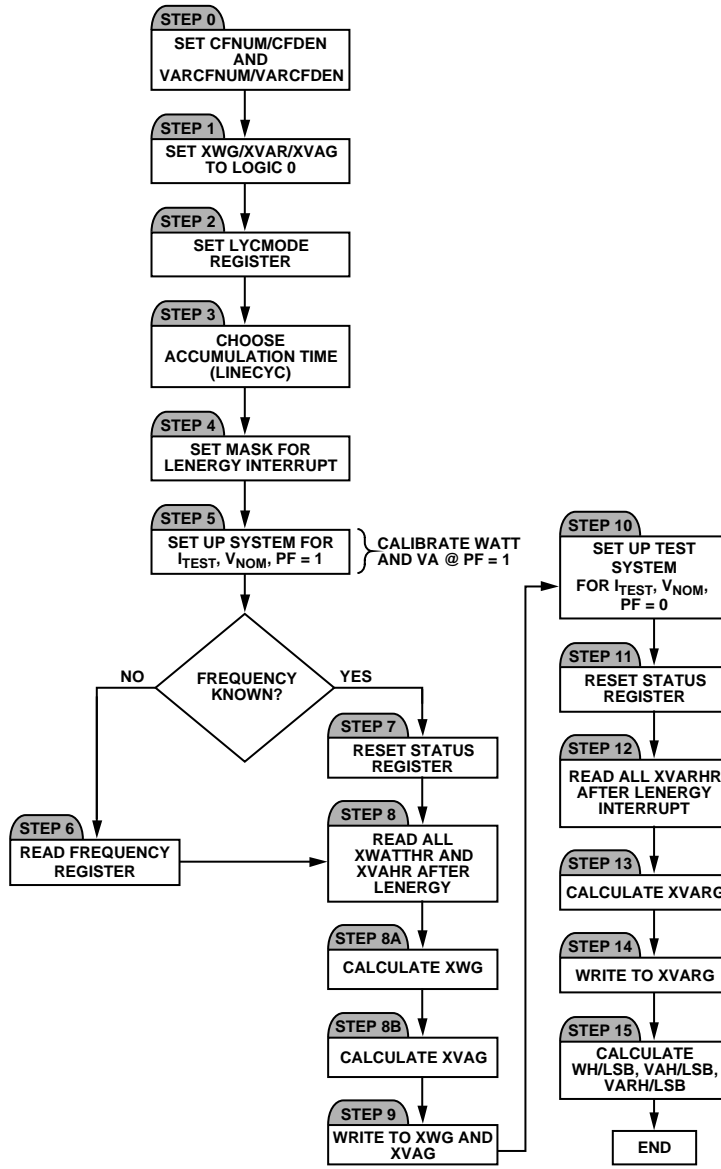 STEP 0
SET CFNUM/CFDEN
AND
VARCFNUM/VARCFDEN
STEP 1
SET XWG/XVAR/XVAG
TO LOGIC 0
STEP 2
SET LYCMODE
REGISTER
STEP 3
CHOOSE
ACCUMULATION TIME
(LINECYC)
STEP 4
SET MASK FOR
LENERGY INTERRUPT
STEP 5
SET UP SYSTEM FOR
ITEST, VNOM, PF = 1
CALIBRATE WATT
AND VA @ PF = 1
FREQUENCY
KNOWN?
NO
YES
STEP 6
READ FREQUENCY
REGISTER
STEP 7
RESET STATUS
REGISTER
STEP 8
READ ALL
XWATTHR AND
XVAHR AFTER
LENERGY
STEP 8A
CALCULATE XWG
STEP 8B
CALCULATE XVAG
STEP 9
WRITE TO XWG AND
XVAG
STEP 10
SET UP TEST
SYSTEM
FOR ITEST, VNOM,
PF = 0
STEP 11
RESET STATUS
REGISTER
STEP 12
READ ALL XVARHR
AFTER LENERGY
INTERRUPT
STEP 13
CALCULATE XVARG
STEP 14
WRITE TO XVARG
STEP 15
CALCULATE
WH/LSB, VAH/LSB,
VARH/LSB
END